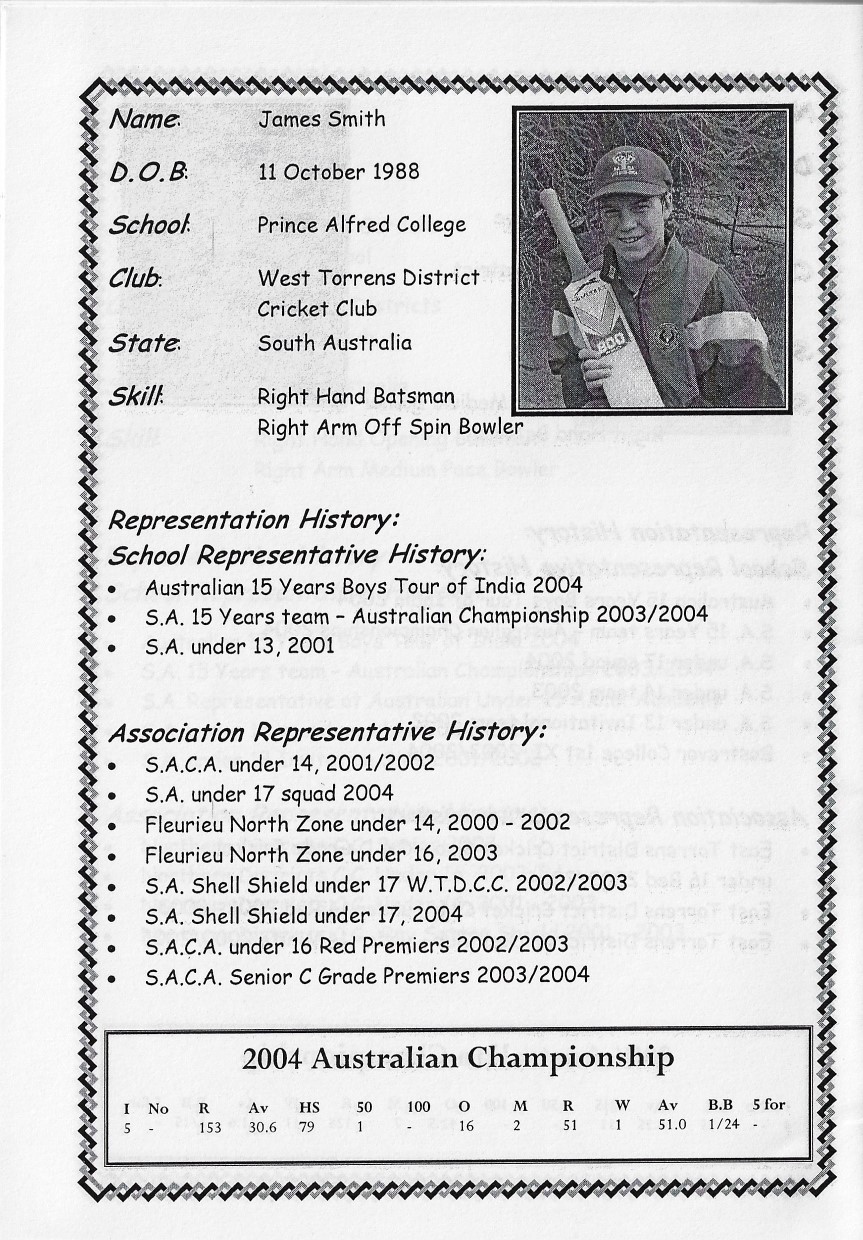 Name: James Smith
D.O.B: 11 October 1988
School: Prince Alfred College
Club: West Torrens District
Cricket Club
State: South Australia
Skill: Right Hand Batsman
Right Arm Off Spin Bowler
Representation History:
School Representative History:
• Australian 15 Years Boys Tour of India 2004
• S.A. 15 Years team – Australian Championship 2003/2004
• S.A. under 13, 2001
Association Representative History:
• S.A.C.A. under 14, 2001/2002
• S.A. under 17 squad 2004
• Fleurieu North Zone under 14, 2000 - 2002
• Fleurieu North Zone under 16, 2003
• S.A. Shell Shield under 17 W.T.D.C.C. 2002/2003
• S.A. Shell Shield under 17, 2004
• S.A.C.A. under 16 Red Premiers 2002/2003
• S.A.C.A. Senior C Grade Premiers 2003/2004
2004 Australian Championship
I No R Av HS 50 100 O M R W Av B.B 5 for
5 - 153 30.6 79 1 - 16 2 51 1 51.0 1/24 -